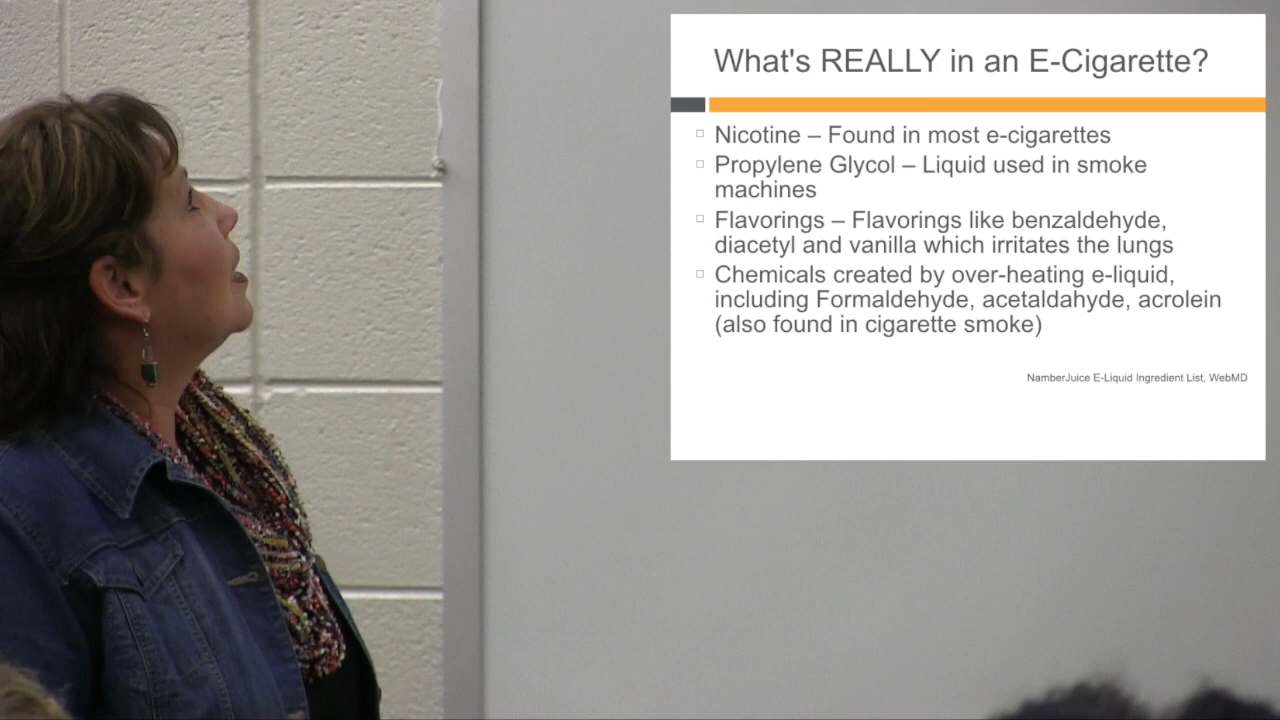 What's REALLY in an E-Cigarette?
Nicotine – Found in most e-cigarettes
Propylene Glycol – Liquid used in smoke
machines
Flavorings – Flavorings like benzaldehyde,
diacetyl and vanilla which irritates the lungs
Chemicals created by over-heating e-liquid,
including Formaldehyde, acetaldahyde, acrolein
(also found in cigarette smoke)
NamberJuice E-Liquid Ingredient List, WebMD